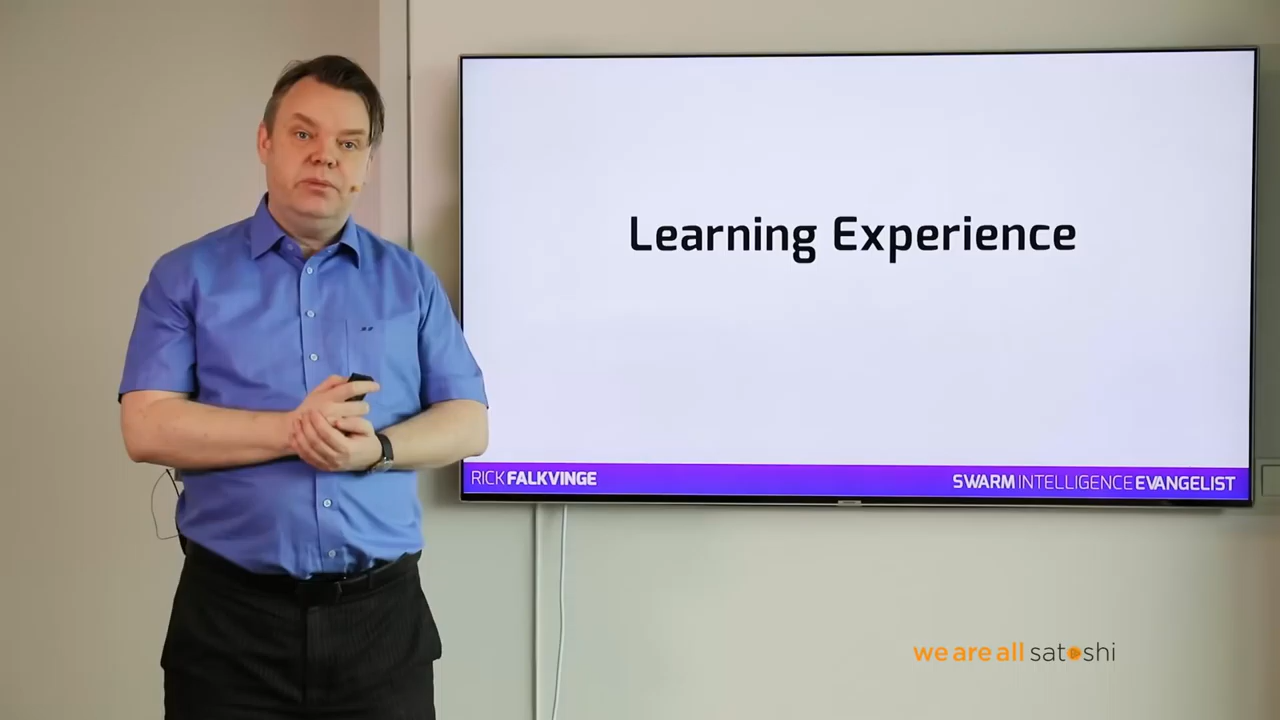 Learning Experience
RICK FALKVINGE
SWARM INTELLIGENCE EVANGELIST
we are all satoshi